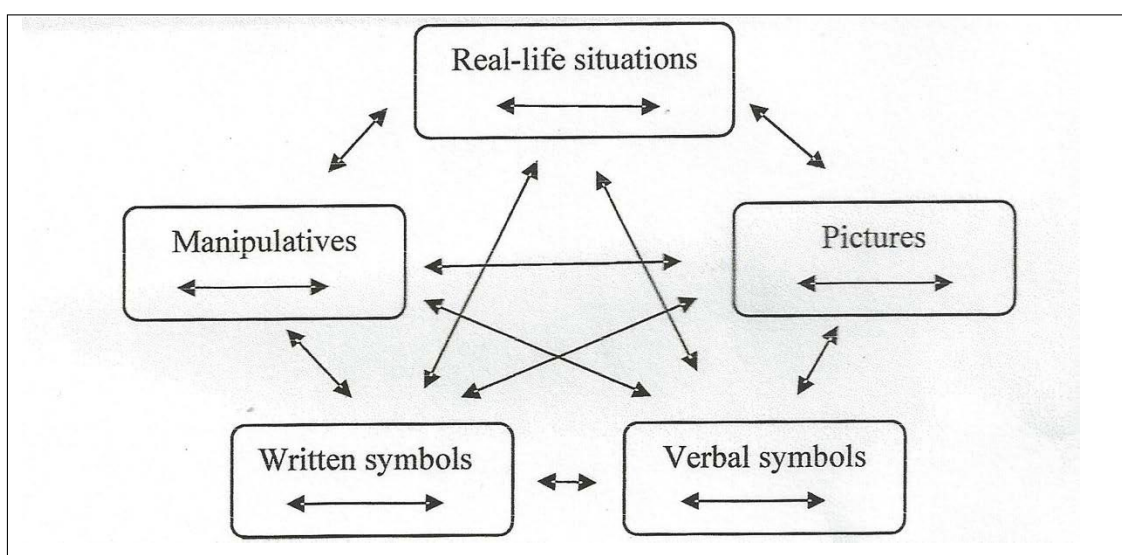 Real-life situations
Manipulatives
Pictures
Written symbols
Verbal symbols